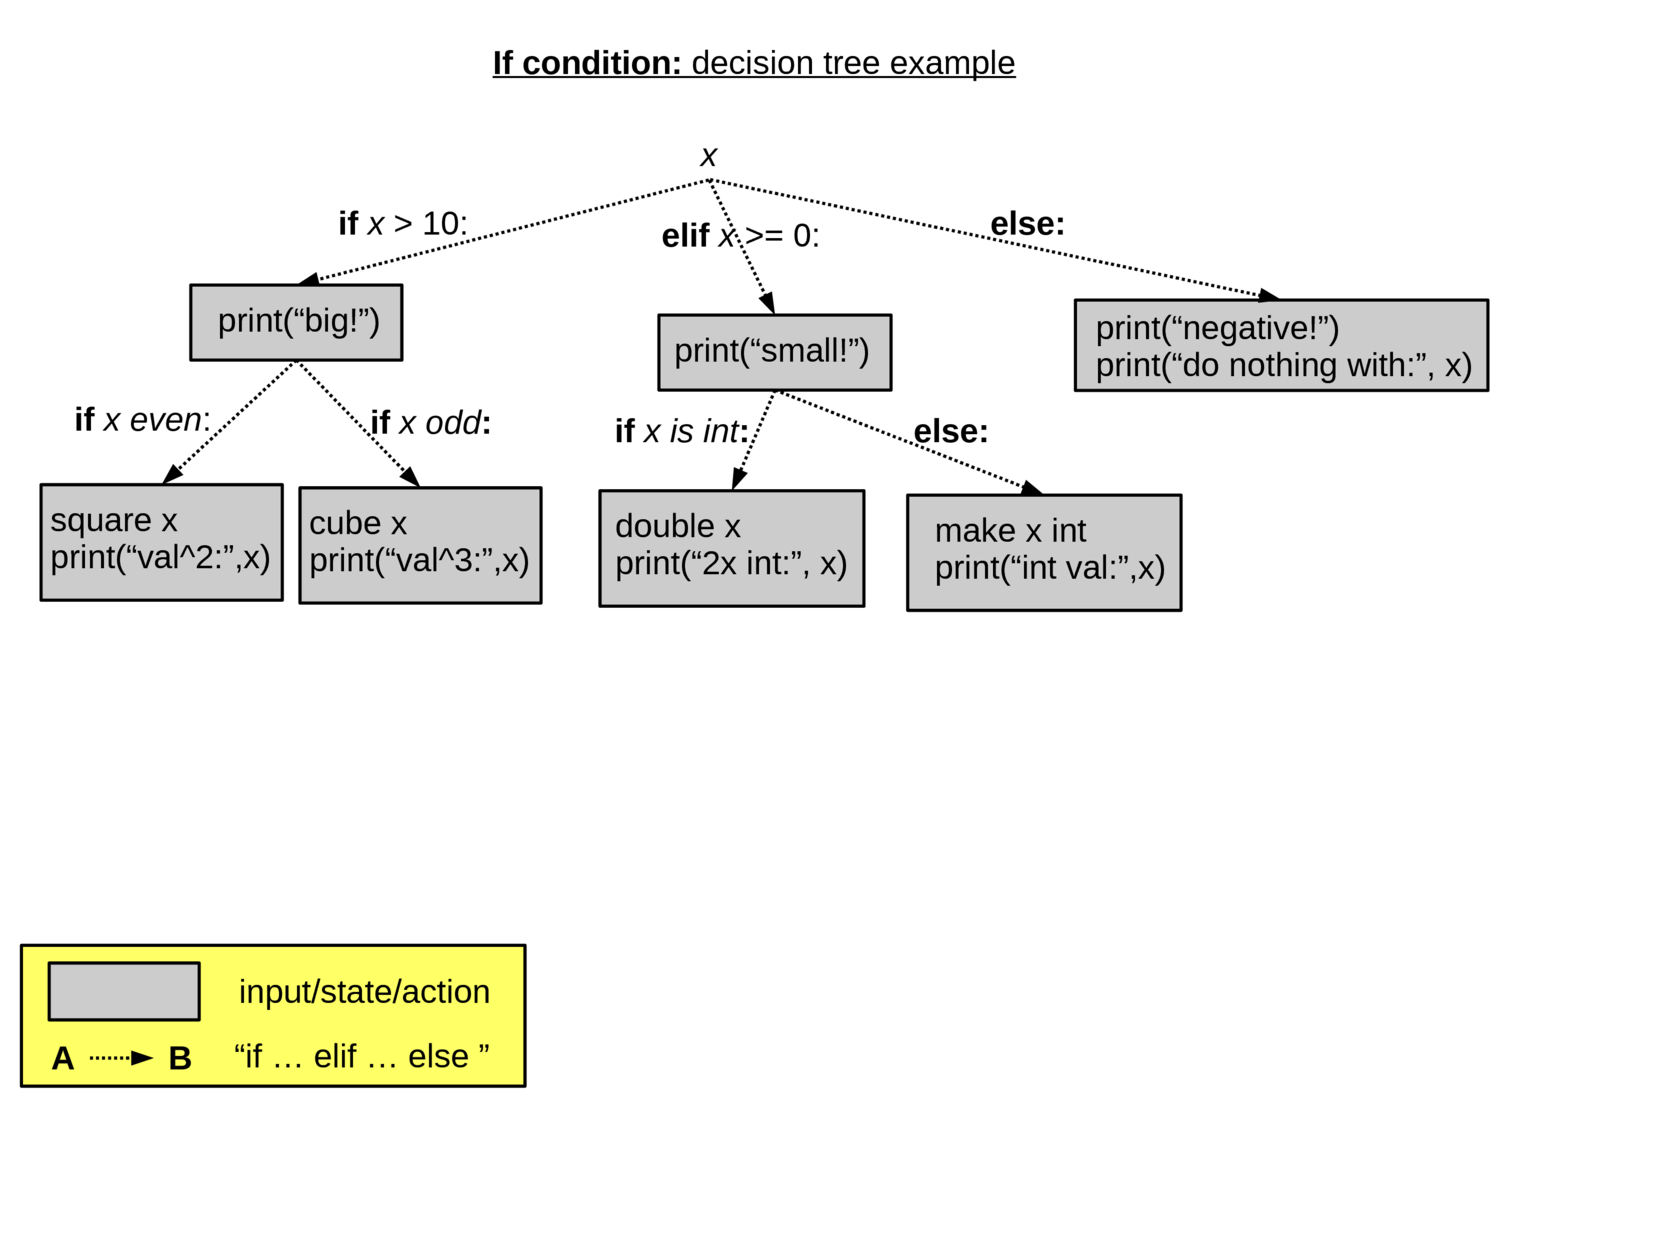 If condition: decision tree example
x
if x > 10:
elif x >= 0:
else:
print(“big!”)
print(“small!”)
print(“negative!”)
print(“do nothing with:”, x)
if x even:
if x odd:
if x is int:
else:
square x
print(“val^2:”,x)
cube x
print(“val^3:”,x)
double x
print(“2x int:”, x)
make x int
print(“int val:”,x)
input/state/action
A B “if … elif … else ”